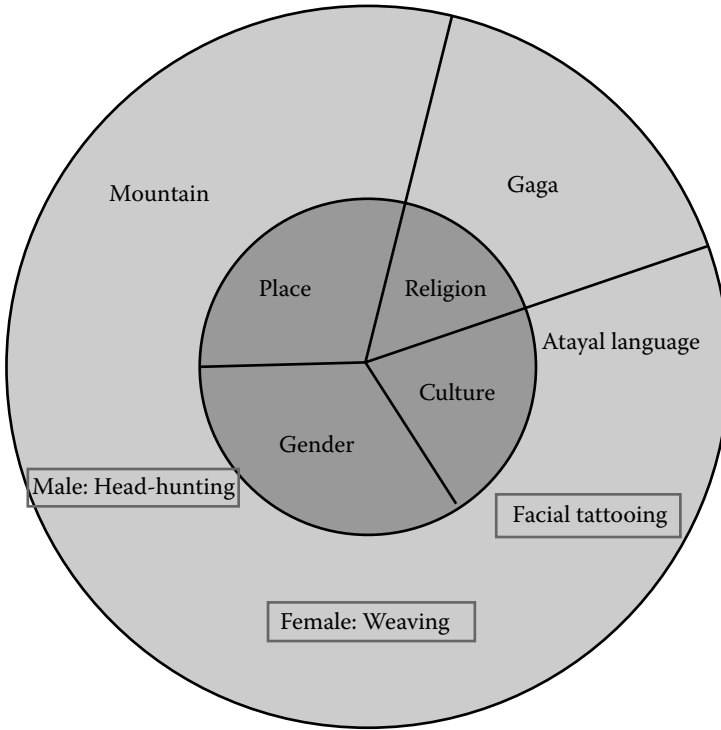 Mountain
Gaga
Place
Religion
Atayal language
Culture
Gender
Male: Head-hunting
Facial tattooing
Female: Weaving